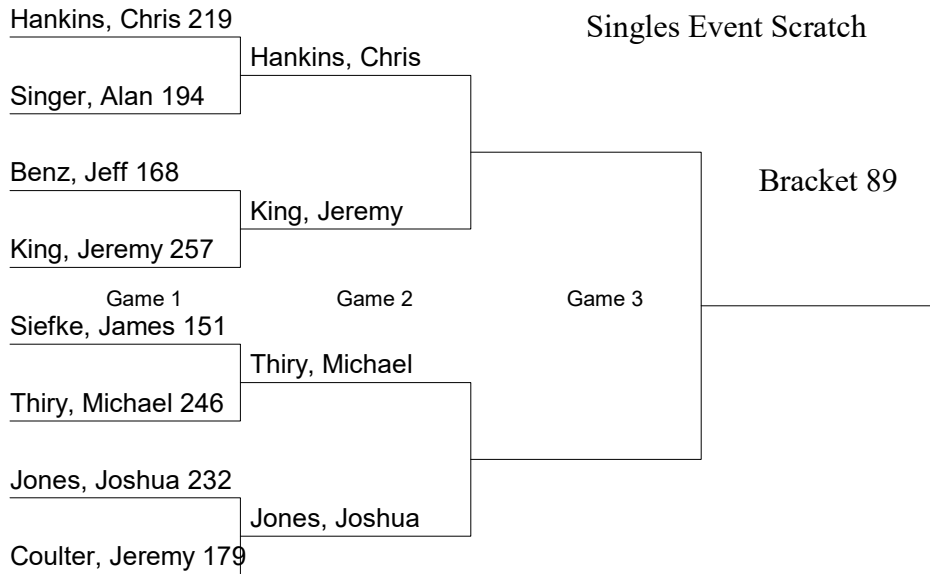 Hankins, Chris 219
Singles Event Scratch
Hankins, Chris
Singer, Alan 194
Benz, Jeff 168
Bracket 89
King, Jeremy
King, Jeremy 257
Game 1
Game 2
Game 3
Siefke, James 151
Thiry, Michael
Thiry, Michael 246
Jones, Joshua 232
Jones, Joshua
Coulter, Jeremy 179